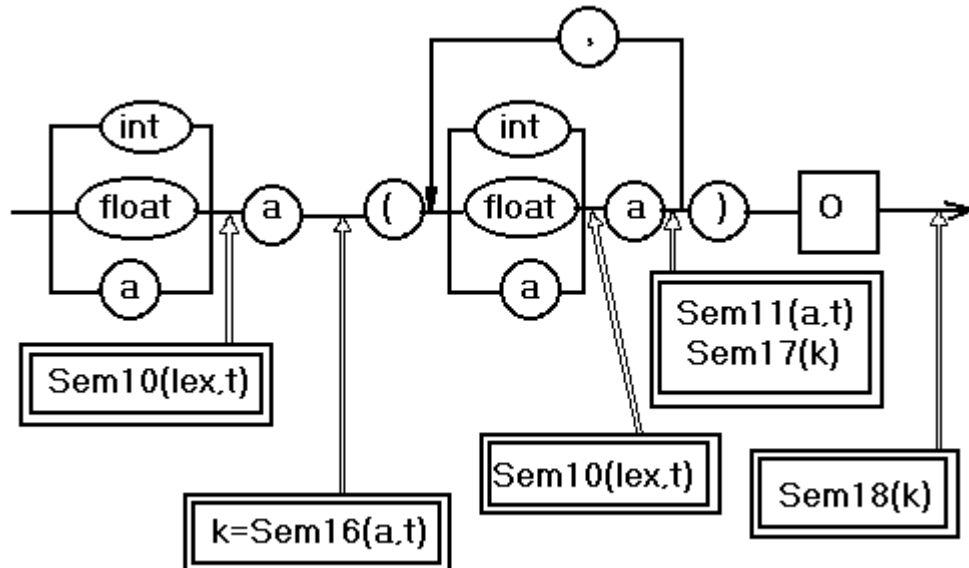 ,
int
int
float
a
(
float
a
)
O
a
a
Sem11(a,t)
Sem17(k)
Sem10(lex,t)
Sem10(lex,t)
Sem18(k)
k=Sem16(a,t)